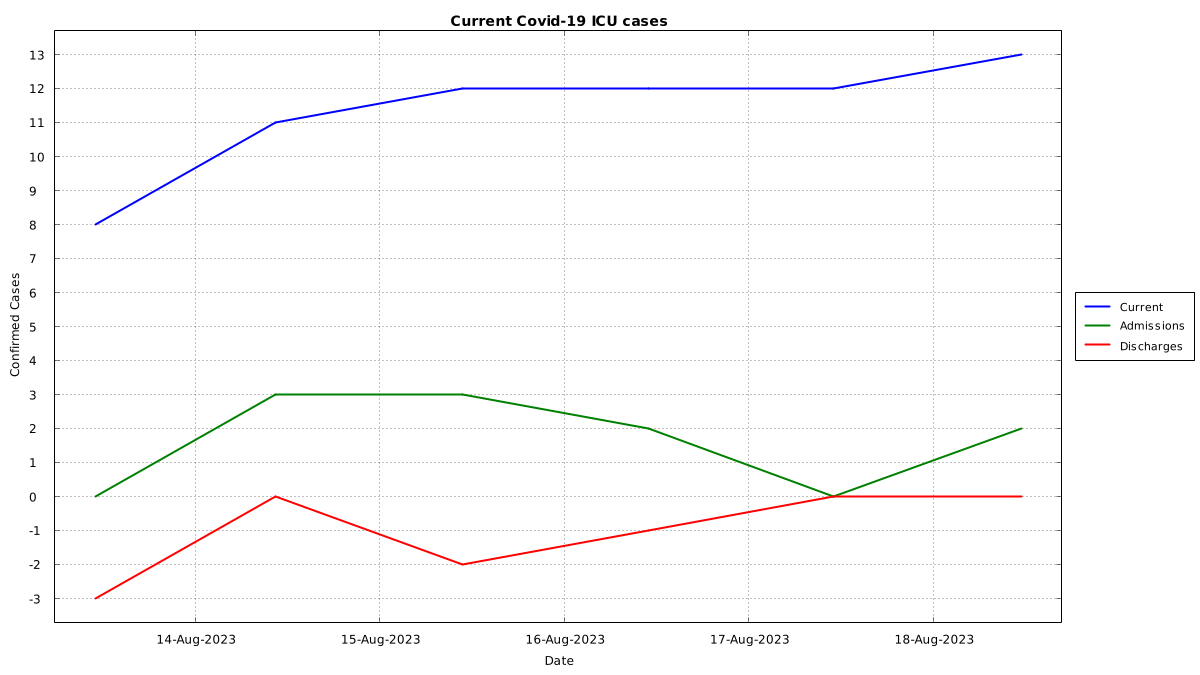 Current Covid-19 ICU cases
13
12
11
10
9
8
7
6
5
4
3
2
1
0
-1
-2
-3
Confirmed Cases
14-Aug-2023 15-Aug-2023 16-Aug-2023 17-Aug-2023 18-Aug-2023
Date
Current
Admissions
Discharges